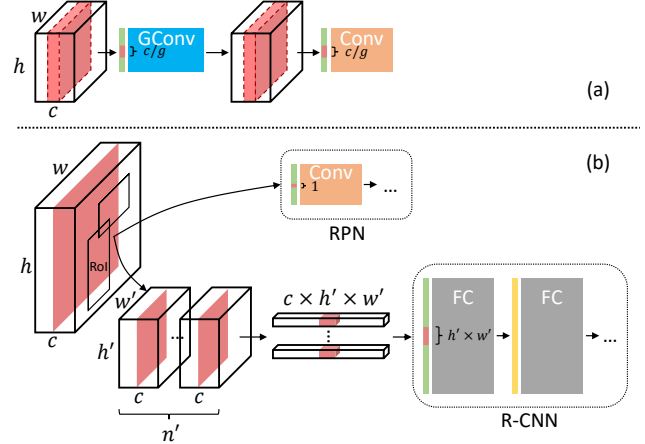 w
GConv
c/g
Conv
c/g
h
c
(a)
(b)
w
Conv
1
...
RPN
h
RoI
c
w'
c × h' × w'
FC
FC
h'
...
⋮
h' × w'
...
c
c
n'
R-CNN